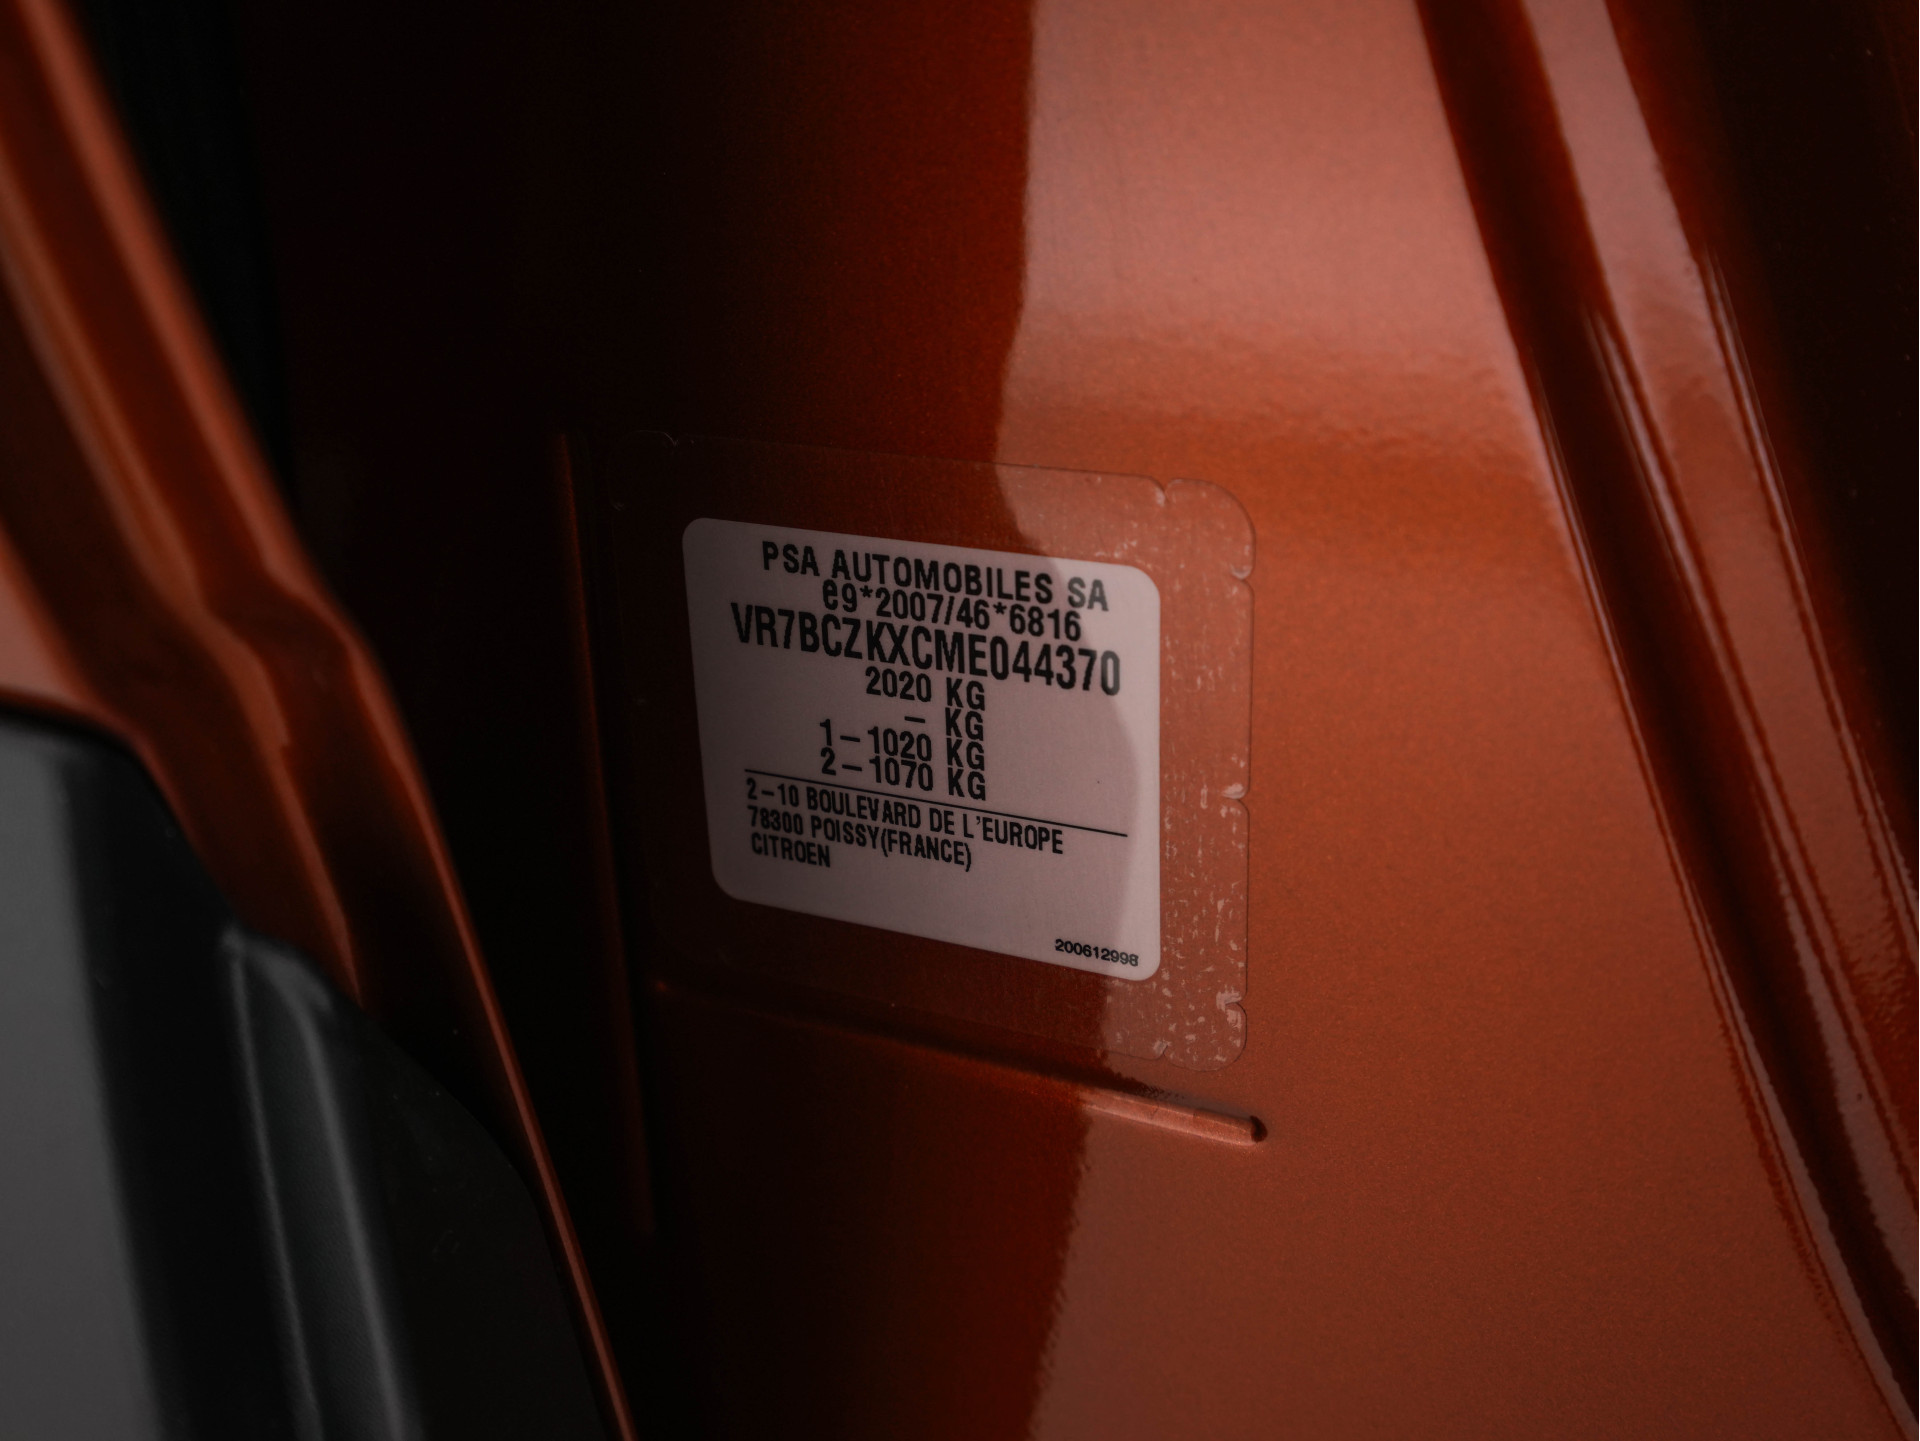 PSA AUTOMOBILES SA
e9*2007/46*6816
VR7BCZKXCME044370
2020 KG
– KG
1–1020 KG
2–1070 KG
2–10 BOULEVARD DE L'EUROPE
78300 POISSY(FRANCE)
CITROEN
200612998